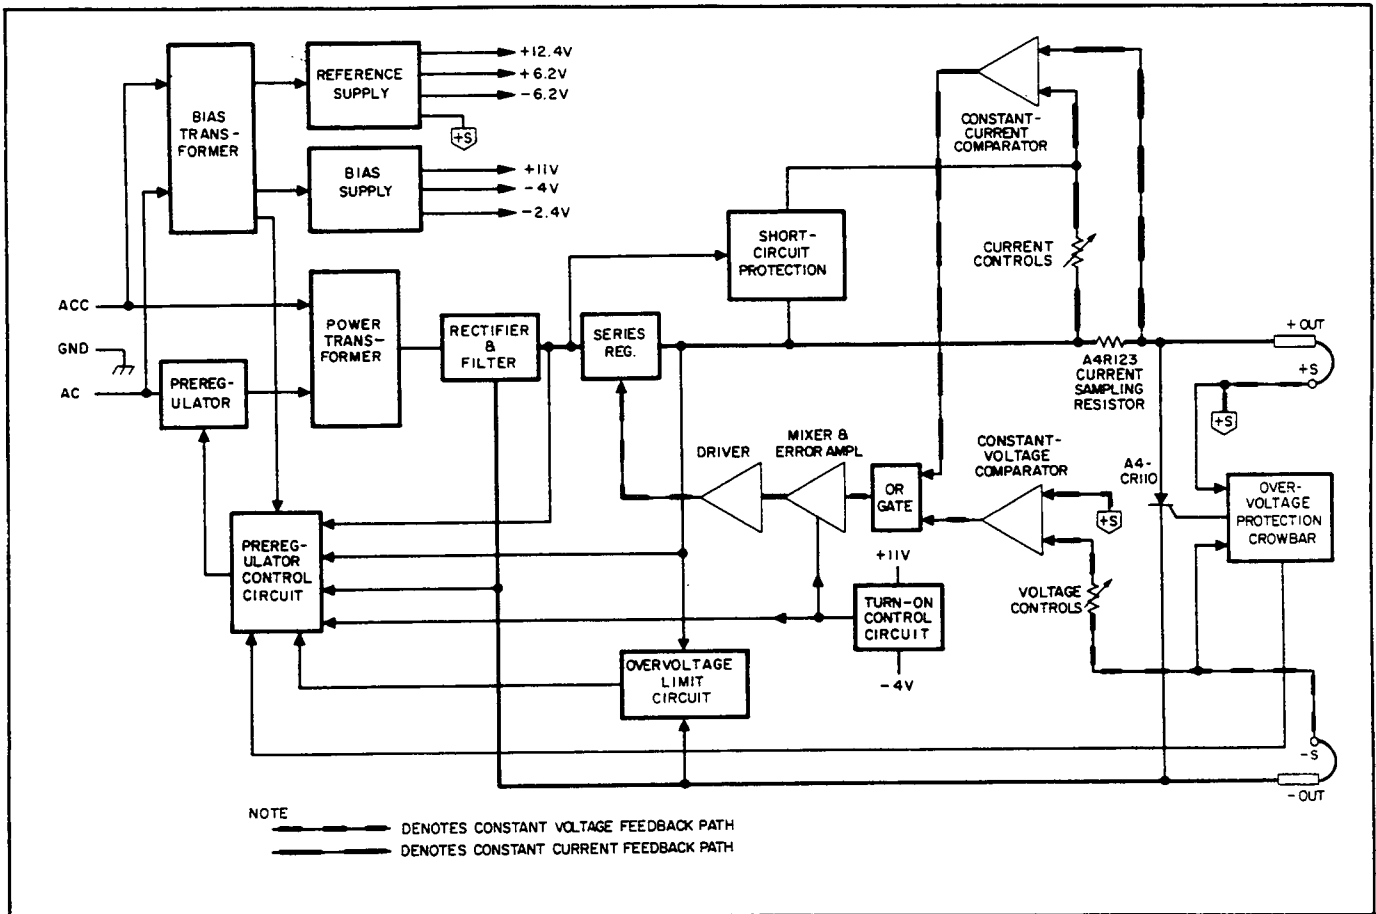 +12.4V
REFERENCE
SUPPLY
+6.2V
-6.2V
+S
BIAS
TRANS-
FORMER
BIAS
SUPPLY
+11V
-4V
-2.4V
CONSTANT-
CURRENT
COMPARATOR
SHORT-
CIRCUIT
PROTECTION
CURRENT
CONTROLS
ACC
GND
AC
PREREG-
ULATOR
POWER
TRANS-
FORMER
RECTIFIER
&
FILTER
SERIES
REG.
A4R123
CURRENT
SAMPLING
RESISTOR
+ OUT
+S
+S
DRIVER
MIXER &
ERROR AMPL
OR
GATE
CONSTANT-
VOLTAGE
COMPARATOR
+S
A4-
CR110
OVER-
VOLTAGE
PROTECTION
CROWBAR
PREREG-
ULATOR
CONTROL
CIRCUIT
+11V
TURN-ON
CONTROL
CIRCUIT
-4V
VOLTAGE
CONTROLS
OVERVOLTAGE
LIMIT
CIRCUIT
-S
- OUT
NOTE
DENOTES CONSTANT VOLTAGE FEEDBACK PATH
DENOTES CONSTANT CURRENT FEEDBACK PATH